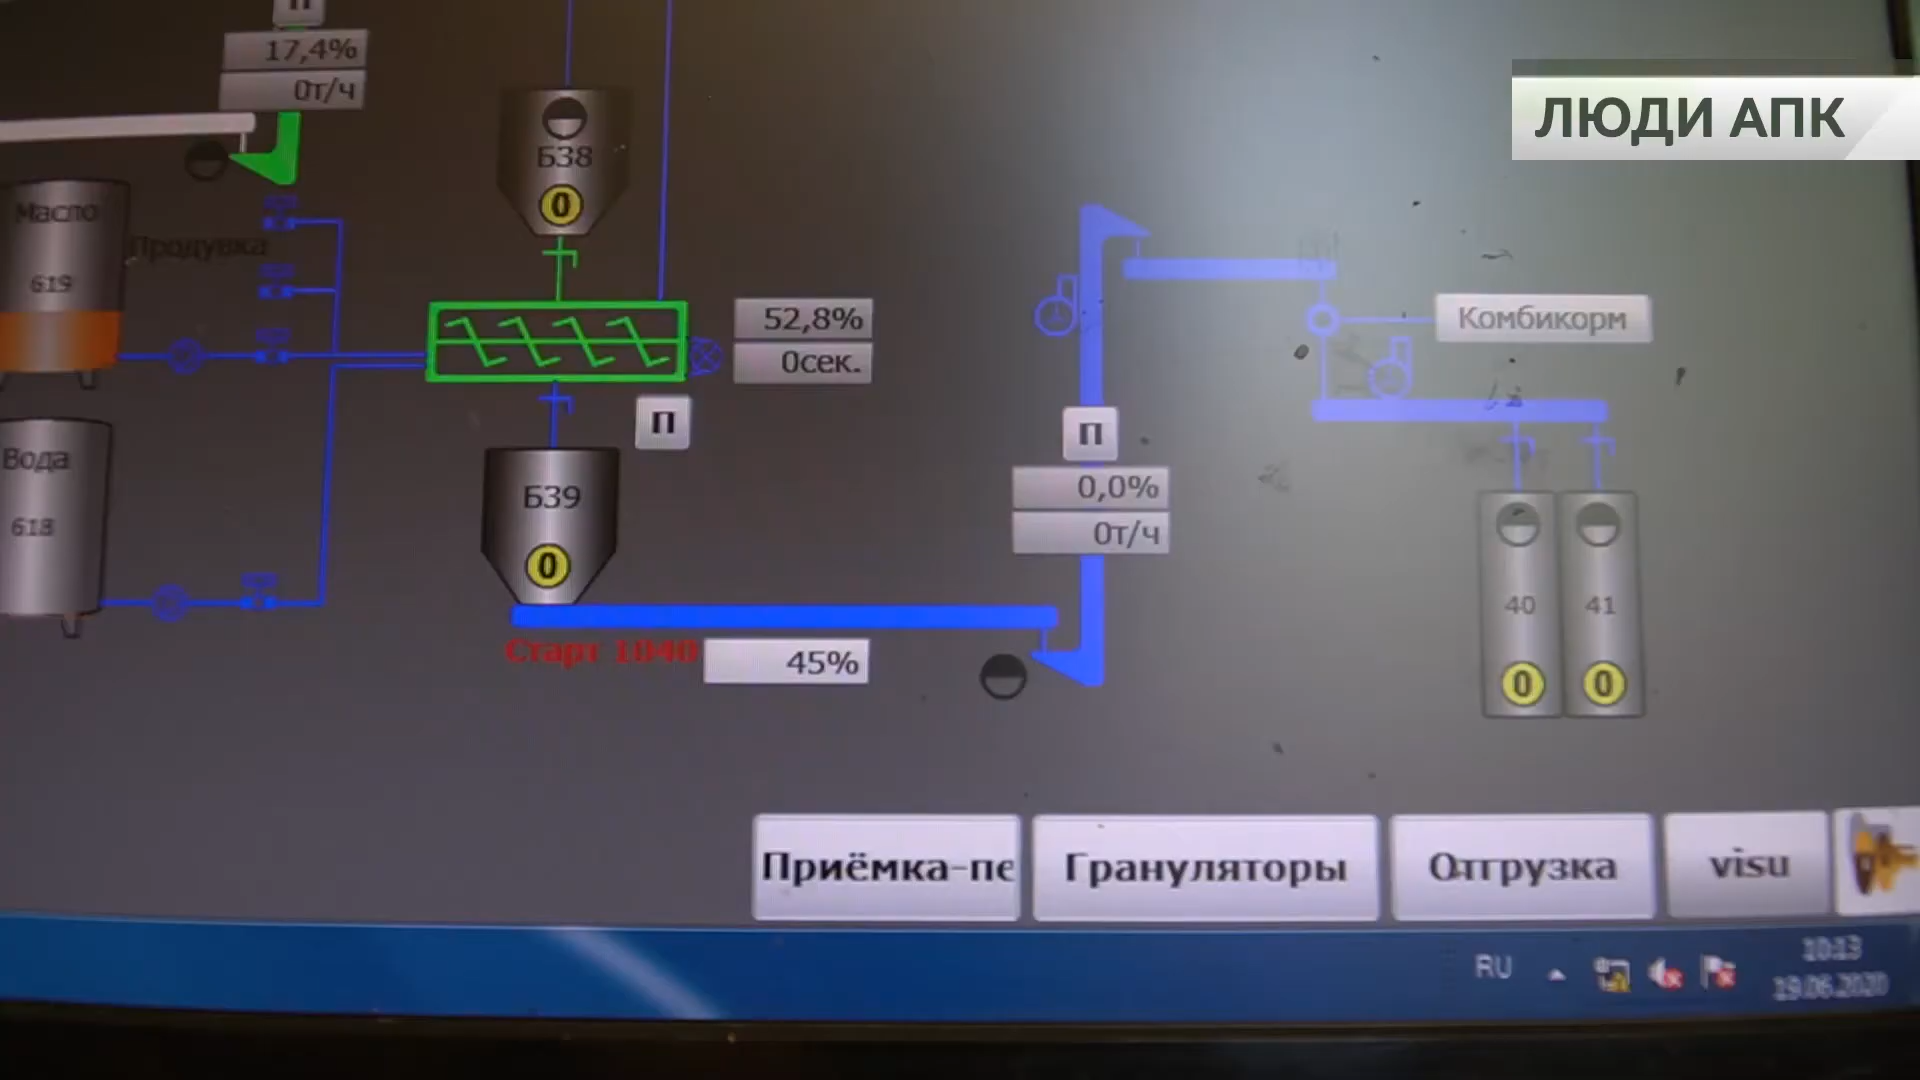 П
17,4%
0т/ч
ЛЮДИ АПК
Б38
0
Масло
Продувка
619
52,8%
0сек.
Комбикорм
П
П
Вода
Б39
0,0%
618
0т/ч
0
40
41
Старт 1040
45%
0
0
Приёмка-пе
Грануляторы
Отгрузка
visu
RU
10:13
19.06.2020